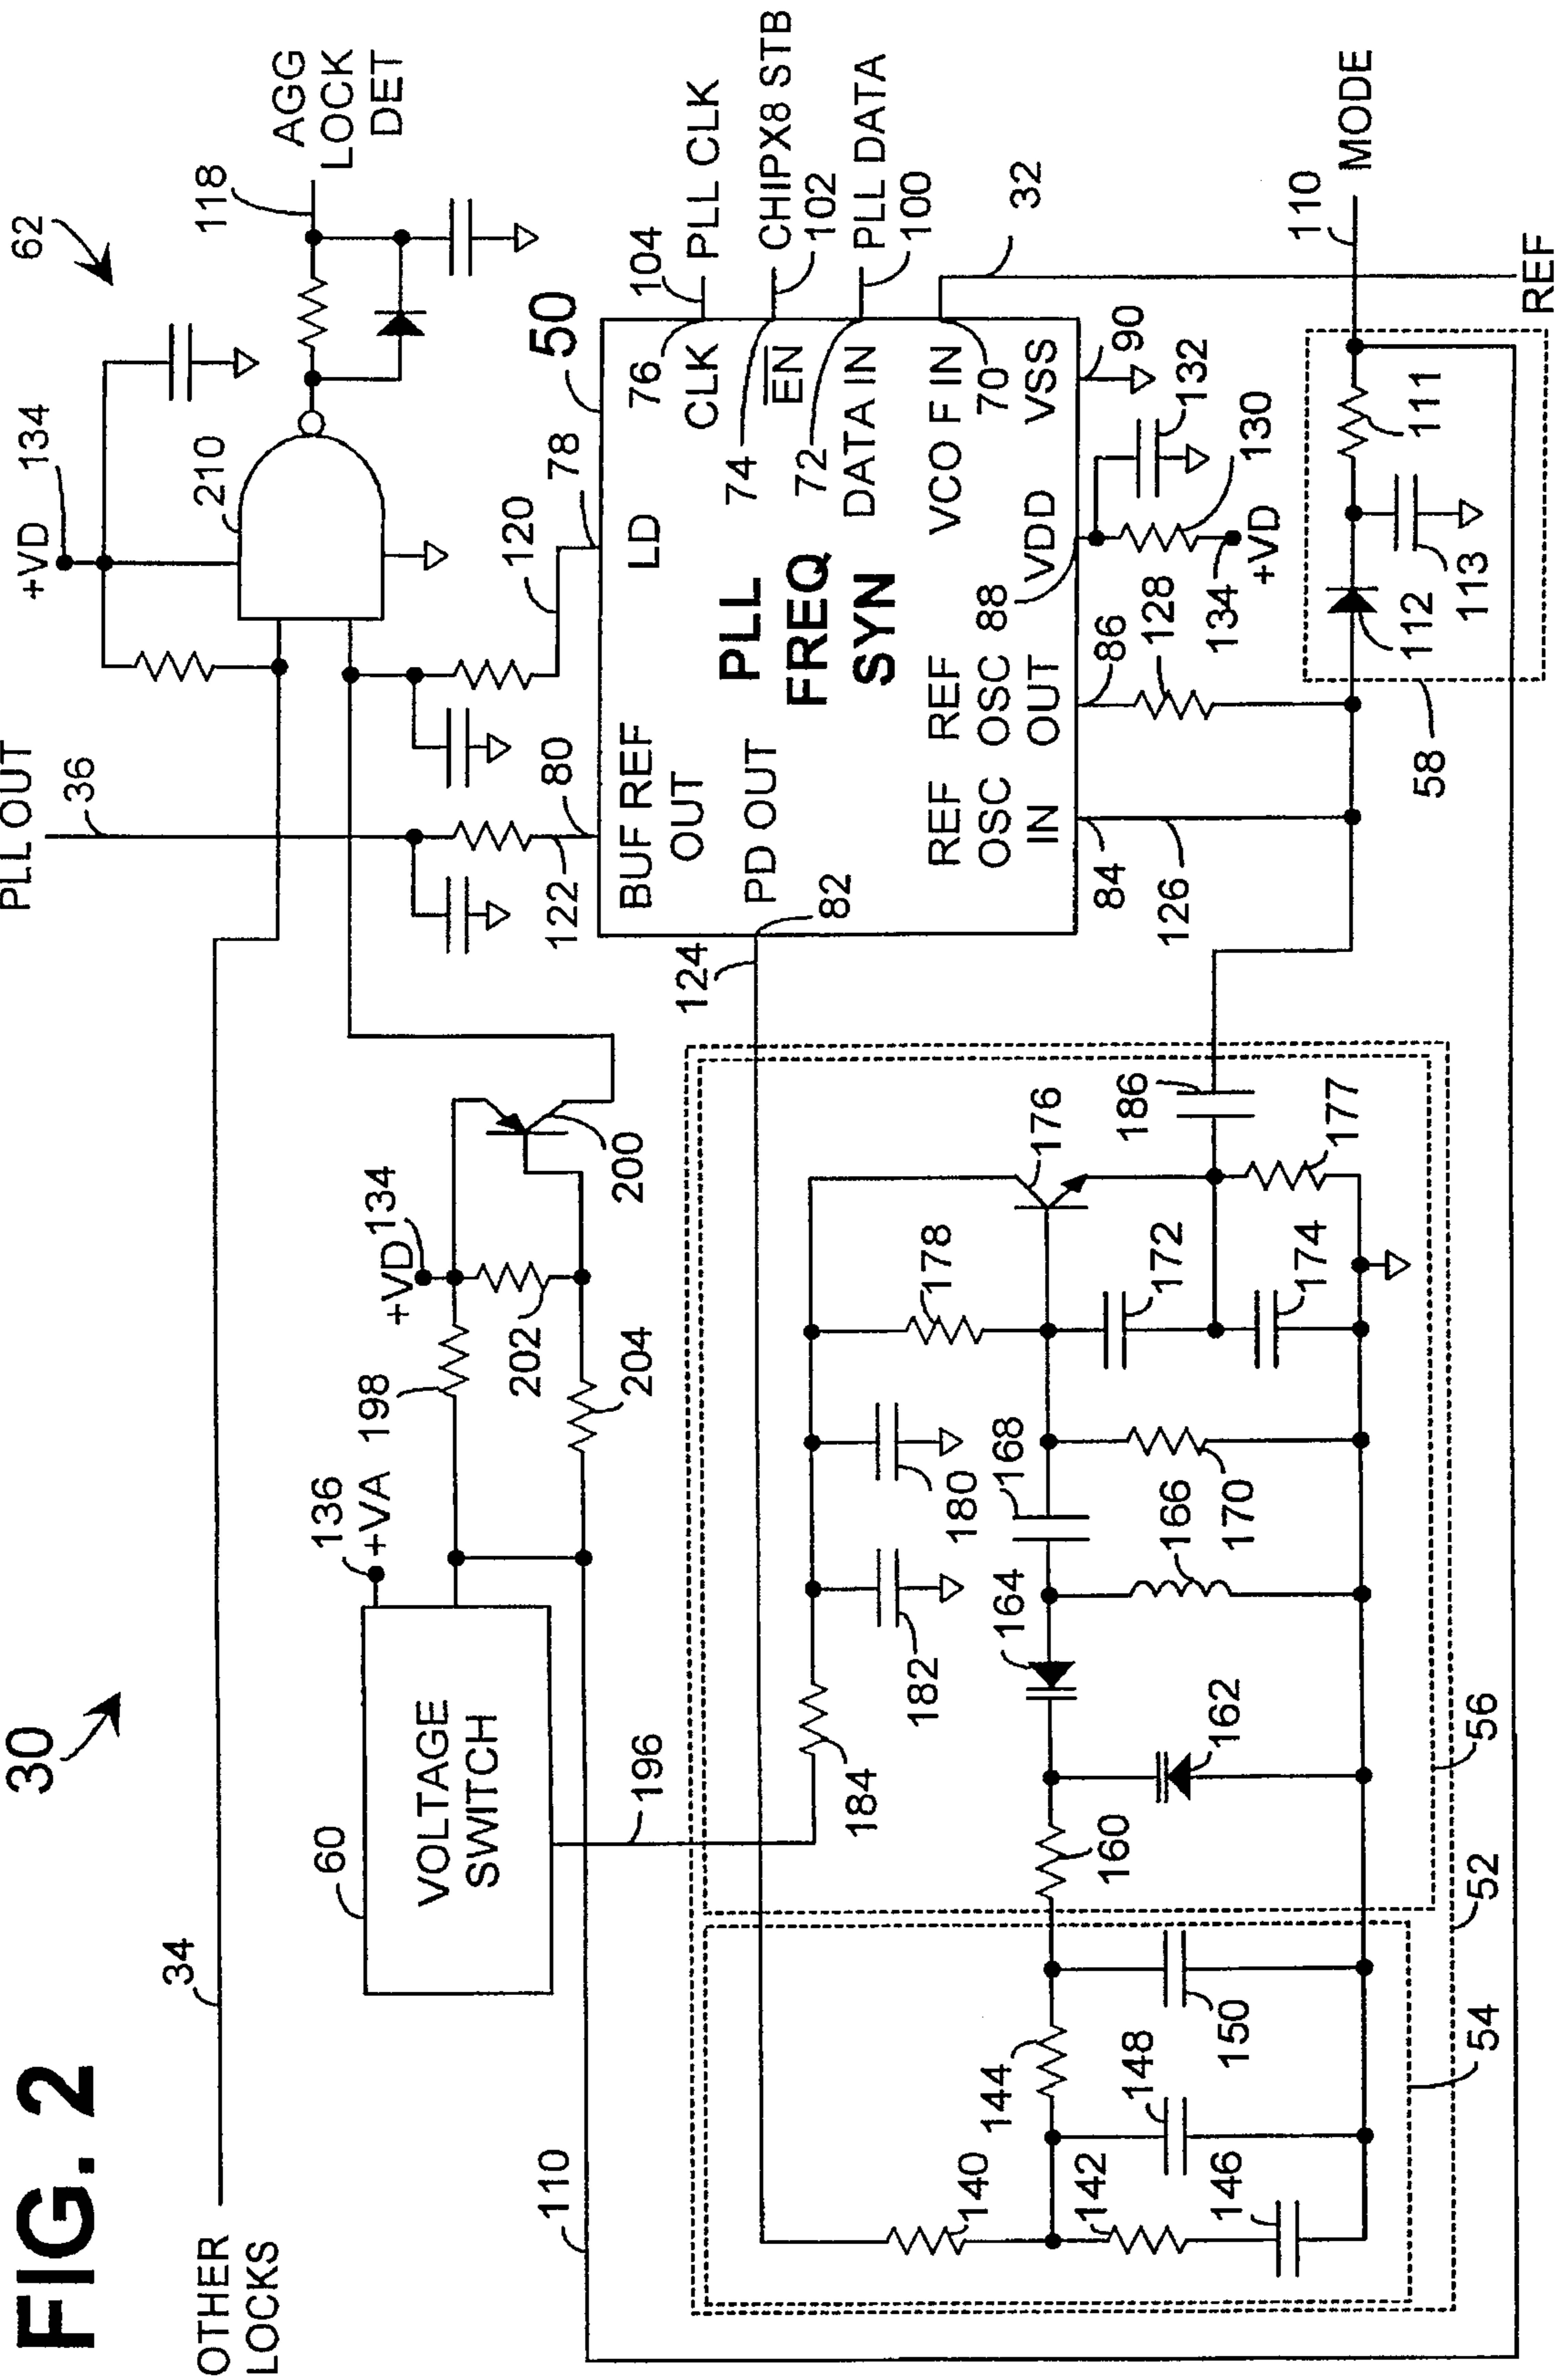 FIG. 2
30
62
OTHER
LOCKS
34
PLL OUT
36
+VD
134
210
118
AGG
LOCK
DET
110
60
VOLTAGE
SWITCH
136
+VA
198
+VD
134
202
204
200
196
122
80
120
78
50
BUF REF
OUT
LD
76
CLK
104
PLL CLK
74
EN
CHIPX8 STB
102
72
DATA IN
PLL DATA
100
PD OUT
82
124
PLL
FREQ
SYN
VCO F IN
70
32
REF
OSC
IN
REF
OSC
OUT
88
VDD
VSS
90
84
126
86
128
134
+VD
130
132
140
142
144
146
148
150
54
52
56
184
182
180
178
176
160
162
164
166
168
170
172
174
177
186
58
112
113
111
110
MODE
REF